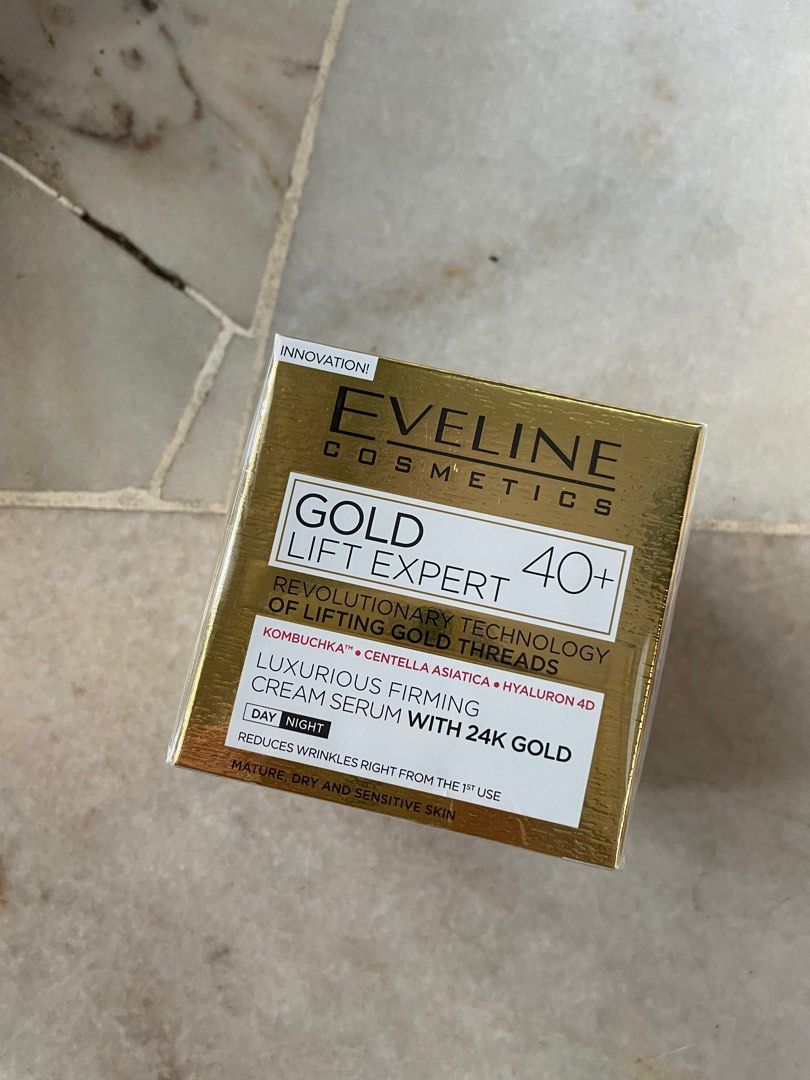 INNOVATION!
EVELINE
COSMETICS
GOLD
LIFT EXPERT 40+
REVOLUTIONARY TECHNOLOGY
OF LIFTING GOLD THREADS
KOMBUCHKA™ • CENTELLA ASIATICA • HYALURON 4D
LUXURIOUS FIRMING
CREAM SERUM WITH 24K GOLD
DAY NIGHT
REDUCES WRINKLES RIGHT FROM THE 1ST USE
MATURE, DRY AND SENSITIVE SKIN